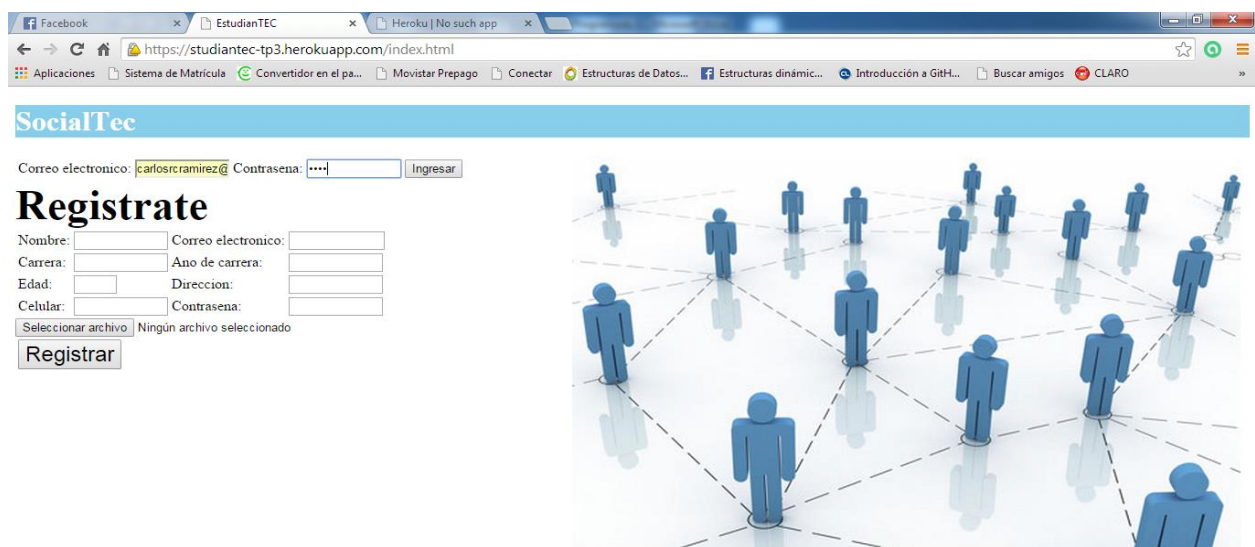 Facebook
EstudianTEC
Heroku | No such app
https://studiantec-tp3.herokuapp.com/index.html
Aplicaciones Sistema de Matrícula Convertidor en el pa... Movistar Prepago Conectar Estructuras de Datos... Estructuras dinámic... Introducción a GitH... Buscar amigos CLARO »
SocialTec
Correo electronico: carlosrcramirez@ Contrasena: •••• Ingresar
Registrate
Nombre: Correo electronico:
Carrera: Ano de carrera:
Edad: Direccion:
Celular: Contrasena:
Seleccionar archivo Ningún archivo seleccionado
Registrar